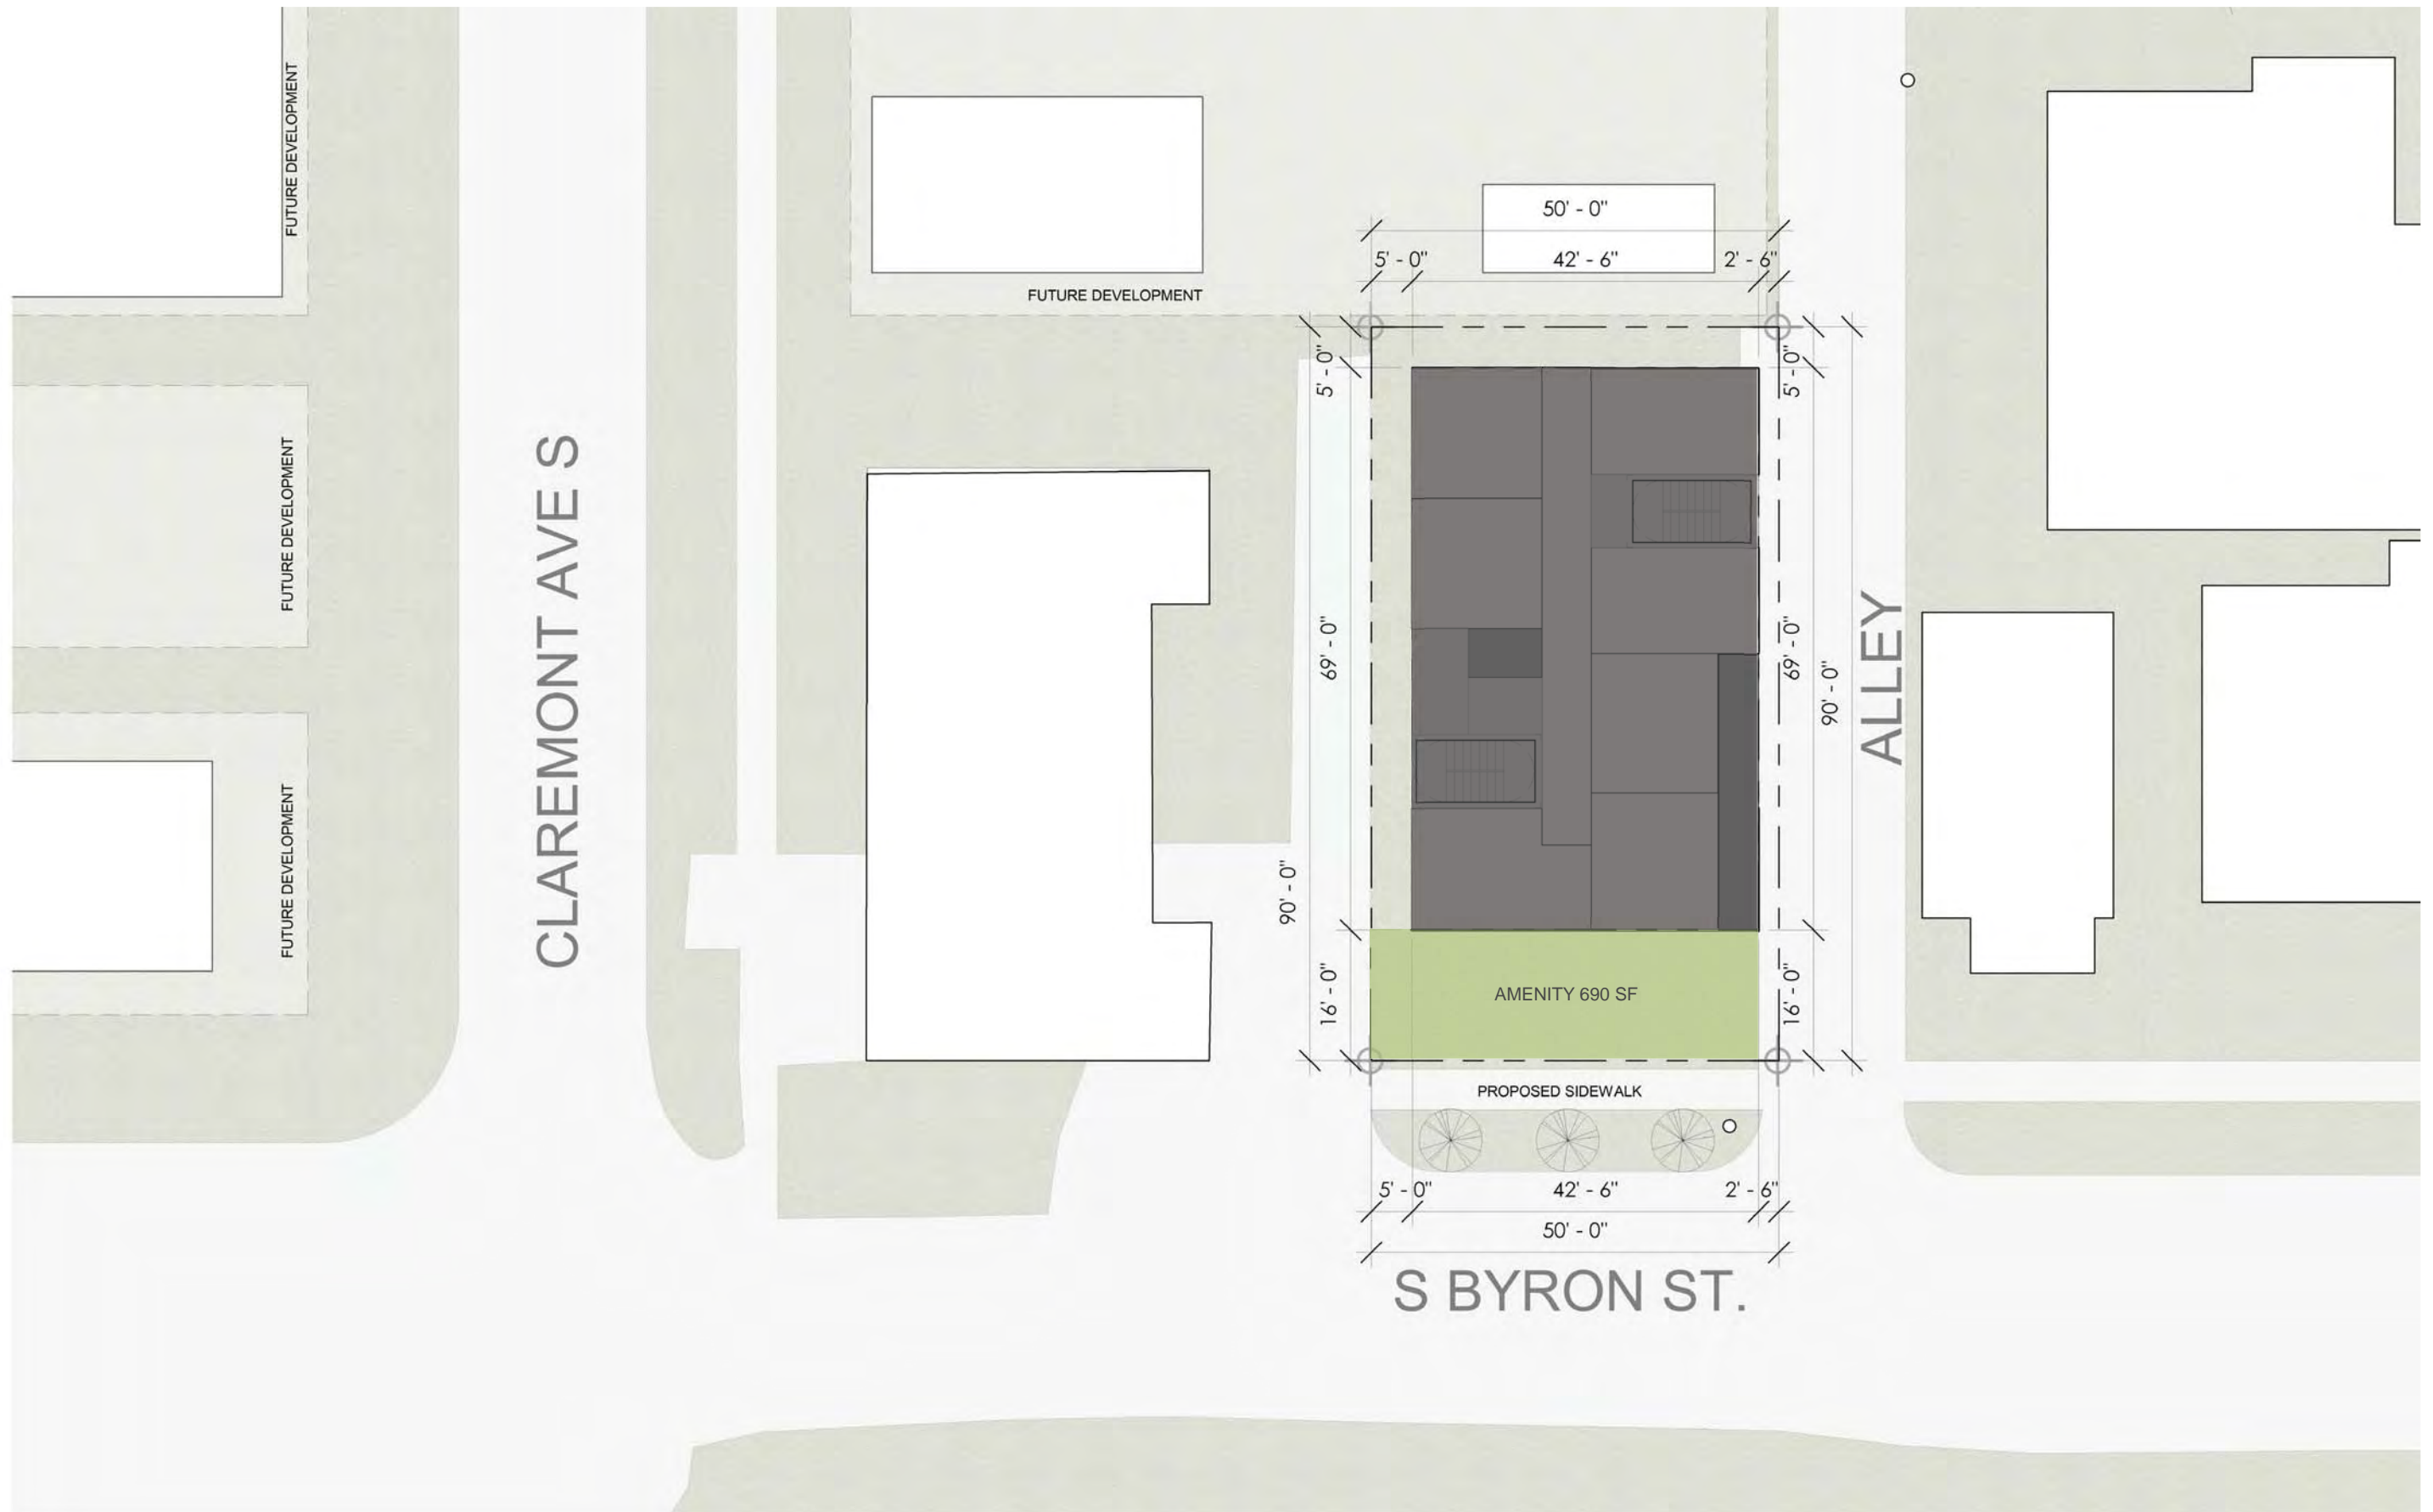 FUTURE DEVELOPMENT
50' - 0"
5' - 0"
42' - 6"
2' - 6"
FUTURE DEVELOPMENT
5' - 0"
5' - 0"
CLAREMONT AVE S
FUTURE DEVELOPMENT
69' - 0"
69' - 0"
90' - 0"
ALLEY
FUTURE DEVELOPMENT
90' - 0"
16' - 0"
AMENITY 690 SF
16' - 0"
PROPOSED SIDEWALK
5' - 0"
42' - 6"
2' - 6"
50' - 0"
S BYRON ST.